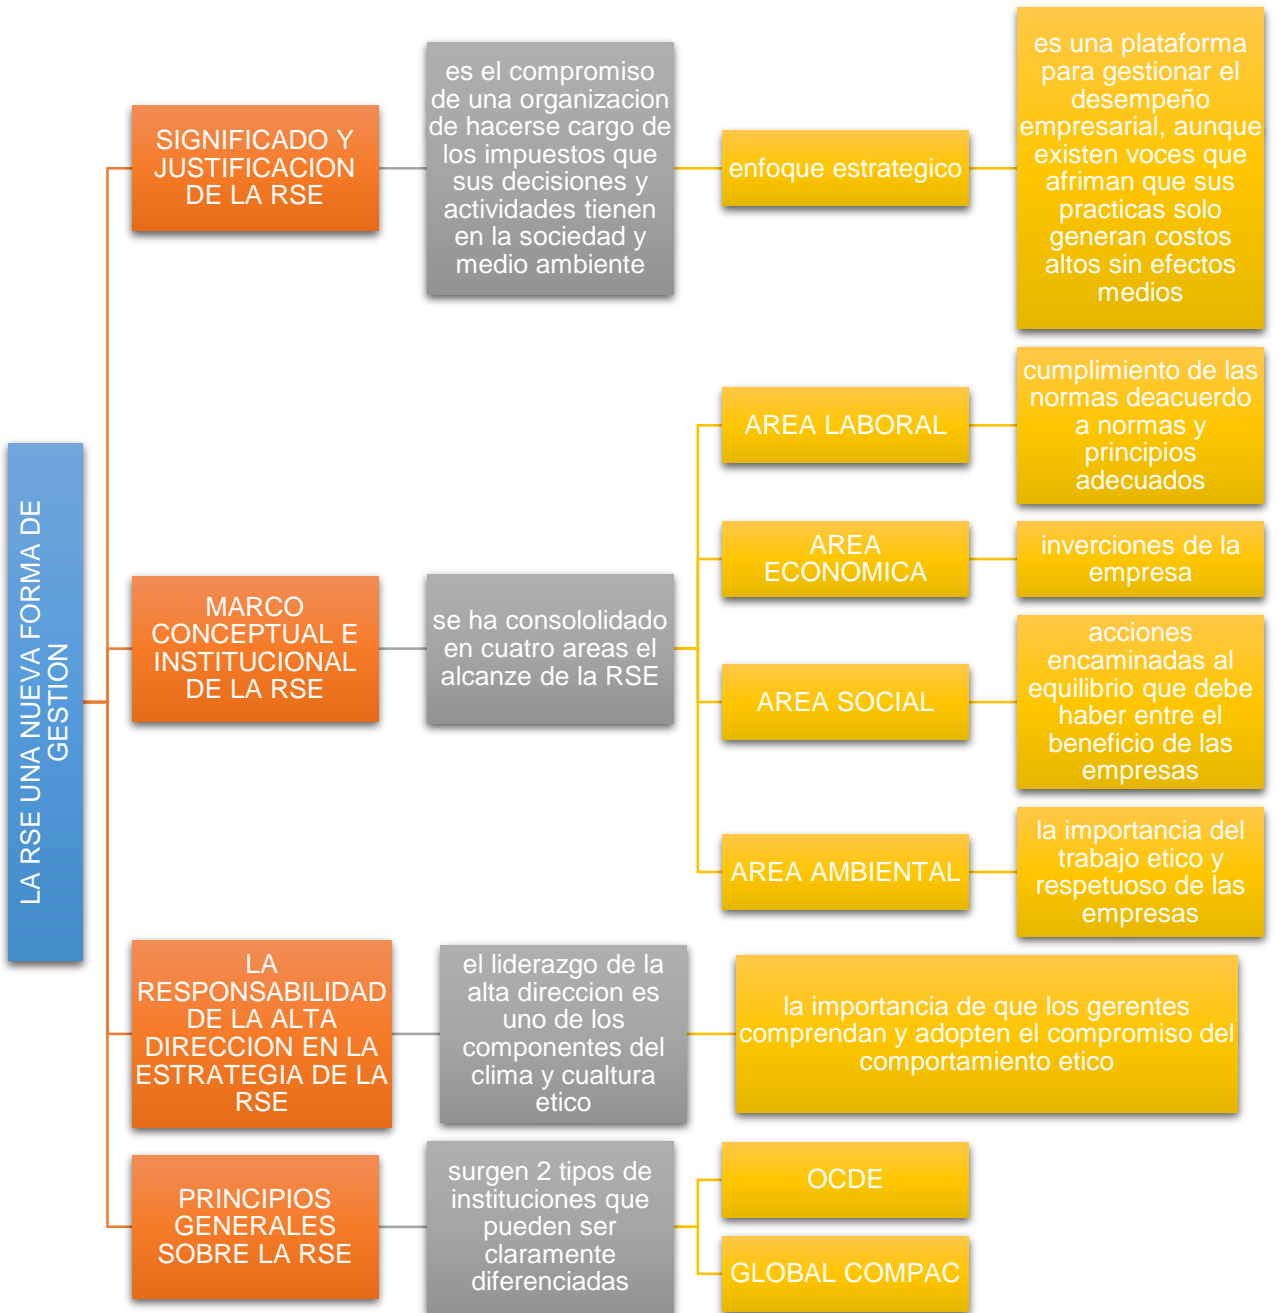 LA RSE UNA NUEVA FORMA DE
GESTION
SIGNIFICADO Y
JUSTIFICACION
DE LA RSE
es el compromiso
de una organizacion
de hacerse cargo de
los impuestos que
sus decisiones y
actividades tienen
en la sociedad y
medio ambiente
enfoque estrategico
es una plataforma
para gestionar el
desempeño
empresarial, aunque
existen voces que
afriman que sus
practicas solo
generan costos
altos sin efectos
medios
MARCO
CONCEPTUAL E
INSTITUCIONAL
DE LA RSE
se ha consololidado
en cuatro areas el
alcanze de la RSE
AREA LABORAL
cumplimiento de las
normas deacuerdo
a normas y
principios
adecuados
AREA
ECONOMICA
inverciones de la
empresa
AREA SOCIAL
acciones
encaminadas al
equilibrio que debe
haber entre el
beneficio de las
empresas
AREA AMBIENTAL
la importancia del
trabajo etico y
respetuoso de las
empresas
LA
RESPONSABILIDAD
DE LA ALTA
DIRECCION EN LA
ESTRATEGIA DE LA
RSE
el liderazgo de la
alta direccion es
uno de los
componentes del
clima y cualtura
etico
la importancia de que los gerentes
comprendan y adopten el compromiso del
comportamiento etico
PRINCIPIOS
GENERALES
SOBRE LA RSE
surgen 2 tipos de
instituciones que
pueden ser
claramente
diferenciadas
OCDE
GLOBAL COMPAC